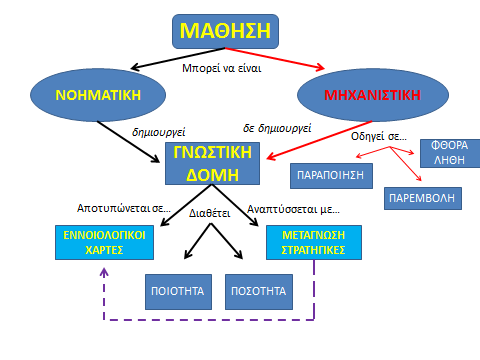 ΜΑΘΗΣΗ
Μπορεί να είναι
ΝΟΗΜΑΤΙΚΗ
ΜΗΧΑΝΙΣΤΙΚΗ
δημιουργεί
δε δημιουργεί
Οδηγεί σε...
ΓΝΩΣΤΙΚΗ
ΔΟΜΗ
ΦΘΟΡΑ
ΛΗΘΗ
ΠΑΡΑΠΟΙΗΣΗ
ΠΑΡΕΜΒΟΛΗ
Αποτυπώνεται σε...
Διαθέτει
Αναπτύσσεται με...
ΕΝΝΟΙΟΛΟΓΙΚΟΙ
ΧΑΡΤΕΣ
ΜΕΤΑΓΝΩΣΗ
ΣΤΡΑΤΗΓΙΚΕΣ
ΠΟΙΟΤΗΤΑ
ΠΟΣΟΤΗΤΑ